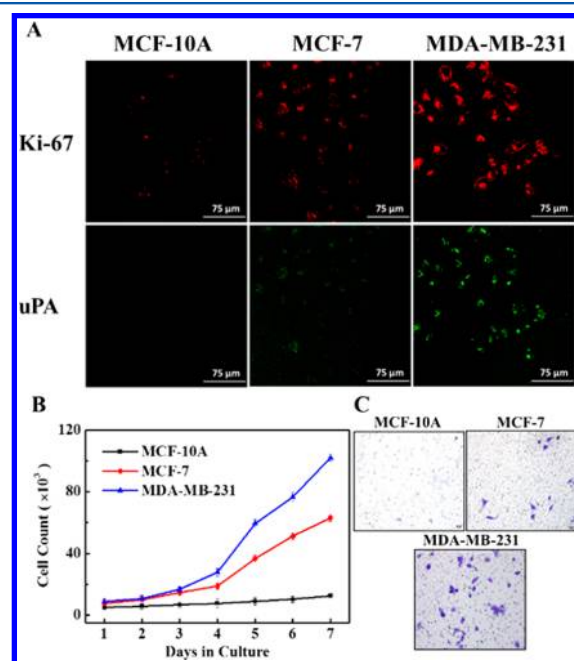 A
MCF-10A MCF-7 MDA-MB-231
Ki-67
75 µm 75 µm 75 µm
uPA
75 µm 75 µm 75 µm
B
C
MCF-10A MCF-7
MDA-MB-231
120
80
40
0
Cell Count ( ×10³)
MCF-10A
MCF-7
MDA-MB-231
1 2 3 4 5 6 7
Days in Culture